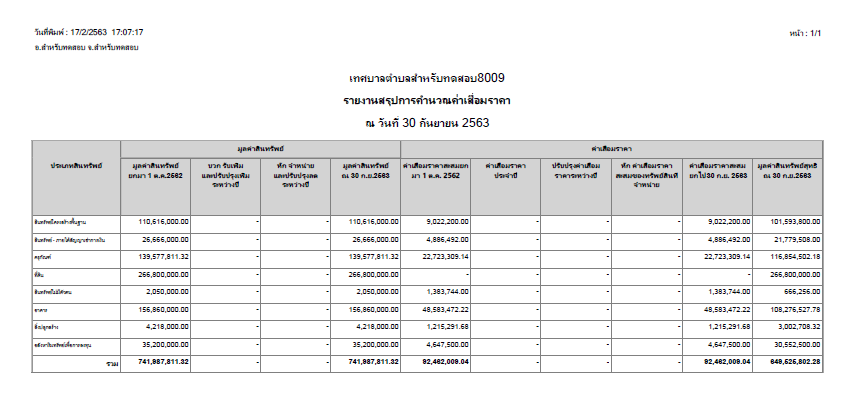 วันที่พิมพ์ : 17/2/2563 17:07:17
หน้า : 1/1
อ.สำหรับทดสอบ จ.สำหรับทดสอบ
เทศบาลตำบลสำหรับทดสอบ8009
รายงานสรุปการคำนวณค่าเสื่อมราคา
ณ วันที่ 30 กันยายน 2563
ประเภทสินทรัพย์ มูลค่าสินทรัพย์ ค่าเสื่อมราคา
มูลค่าสินทรัพย์ บวก รับเพิ่ม หัก จำหน่าย มูลค่าสินทรัพย์ ค่าเสื่อมราคาสะสมยก ค่าเสื่อมราคา ปรับปรุงค่าเสื่อม หัก ค่าเสื่อมราคา ค่าเสื่อมราคาสะสม มูลค่าสินทรัพย์สุทธิ
ยกมา 1 ต.ค.2562 และปรับปรุงเพิ่ม และปรับปรุงลด ณ 30 ก.ย.2563 มา 1 ต.ค. 2562 ประจำปี ราคาระหว่างปี สะสมของทรัพย์สินที่ ยกไป30 ก.ย. 2563 ณ 30 ก.ย. 2563
ระหว่างปี ระหว่างปี จำหน่าย
สินทรัพย์โครงสร้างพื้นฐาน 110,616,000.00 - - 110,616,000.00 9,022,200.00 - - - 9,022,200.00 101,593,800.00
สินทรัพย์ - ภายใต้สัญญาเช่าการเงิน 26,666,000.00 - - 26,666,000.00 4,886,492.00 - - - 4,886,492.00 21,779,508.00
ครุภัณฑ์ 139,577,811.32 - - 139,577,811.32 22,723,309.14 - - - 22,723,309.14 116,854,502.18
ที่ดิน 266,800,000.00 - - 266,800,000.00 - - - - - 266,800,000.00
สินทรัพย์ไม่มีตัวตน 2,050,000.00 - - 2,050,000.00 1,383,744.00 - - - 1,383,744.00 666,256.00
อาคาร 156,860,000.00 - - 156,860,000.00 48,583,472.22 - - - 48,583,472.22 108,276,527.78
สิ่งปลูกสร้าง 4,218,000.00 - - 4,218,000.00 1,215,291.68 - - - 1,215,291.68 3,002,708.32
อสังหาริมทรัพย์เพื่อการลงทุน 35,200,000.00 - - 35,200,000.00 4,647,500.00 - - - 4,647,500.00 30,552,500.00
รวม 741,987,811.32 - - 741,987,811.32 92,462,009.04 - - - 92,462,009.04 649,525,802.28